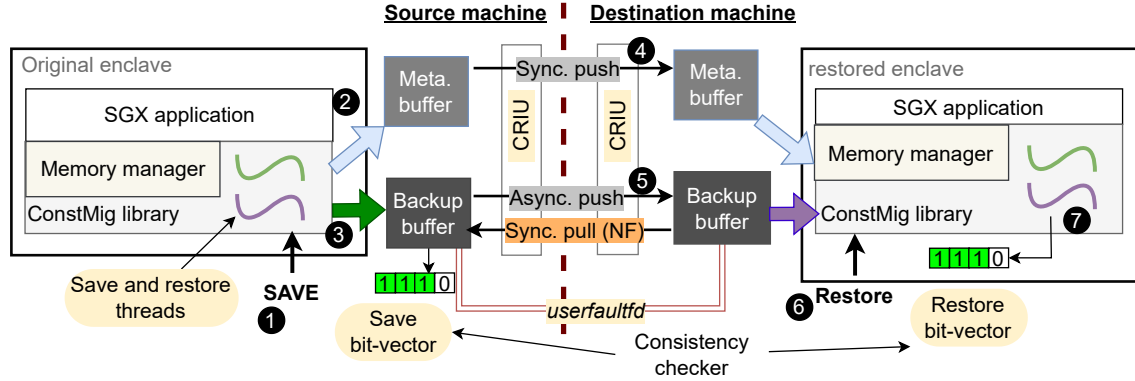 Source machine
Destination machine
Original enclave
SGX application
Memory manager
ConstMig library
Save and restore
threads
SAVE
1
2
3
Meta.
buffer
Backup
buffer
1 1 1 0
Save
bit-vector
CRIU
CRIU
Sync. push
4
Async. push
5
Sync. pull (NF)
userfaultfd
Consistency
checker
Meta.
buffer
Backup
buffer
restored enclave
SGX application
Memory manager
ConstMig library
7
1 1 1 0
6
Restore
Restore
bit-vector